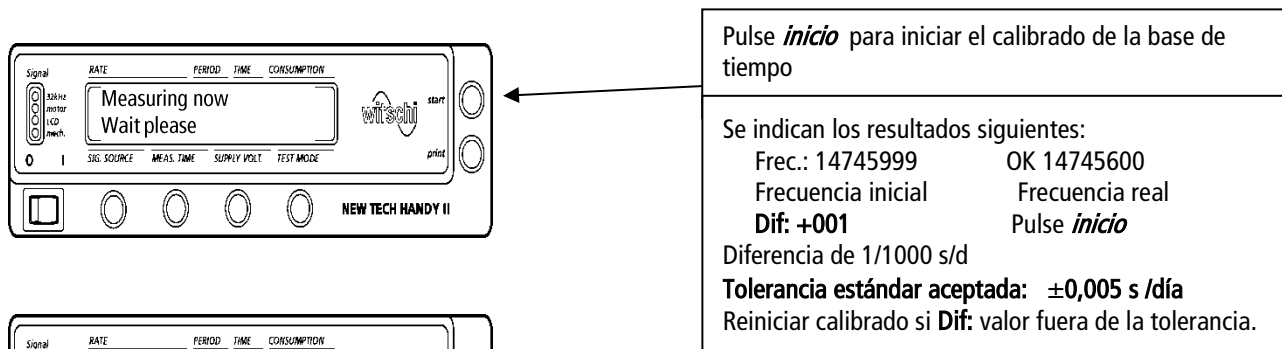 Signal
RATE PERIOD TIME CONSUMPTION
32kHz
motor
LCD
mech.
Measuring now
Wait please
witschi
start
print
O I
SIG. SOURCE MEAS. TIME SUPPLY VOLT. TEST MODE
NEW TECH HANDY II
Pulse inicio para iniciar el calibrado de la base de
tiempo
Se indican los resultados siguientes:
Frec.: 14745999 OK 14745600
Frecuencia inicial Frecuencia real
Dif: +001 Pulse inicio
Diferencia de 1/1000 s/d
Tolerancia estándar aceptada: ±0,005 s /día
Reiniciar calibrado si Dif: valor fuera de la tolerancia.
Signal
RATE PERIOD TIME CONSUMPTION